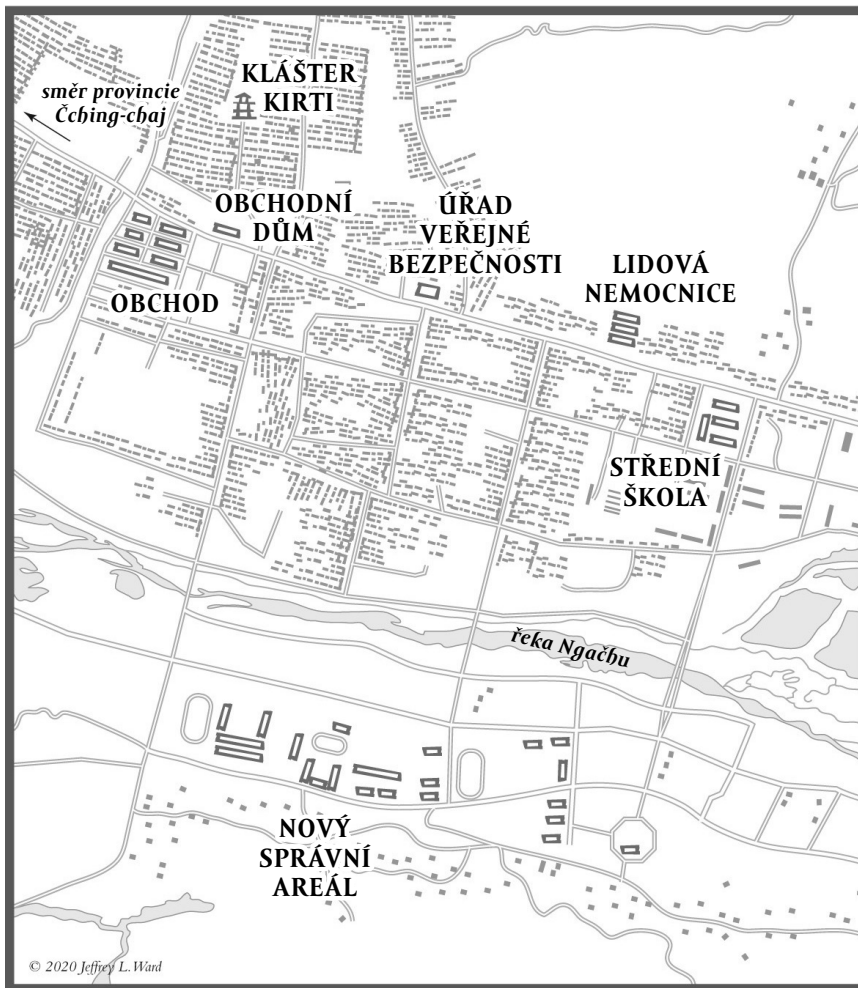 KLÁŠTER
KIRTI
směr provincie
Čching-chaj
OBCHODNÍ
DŮM
ÚŘAD
VEŘEJNÉ
BEZPEČNOSTI
LIDOVÁ
NEMOCNICE
OBCHOD
STŘEDNÍ
ŠKOLA
řeka Ngačhu
NOVÝ
SPRÁVNÍ
AREÁL
© 2020 Jeffrey L. Ward